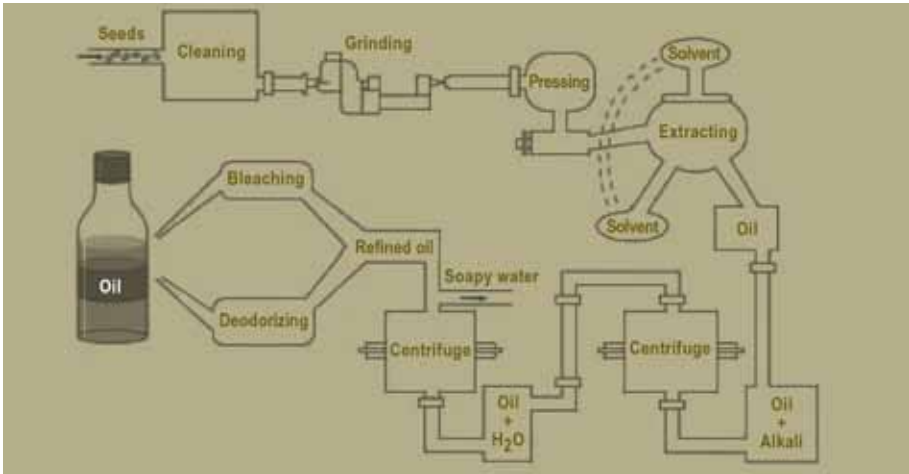 Seeds
Cleaning
Grinding
Pressing
Solvent
Extracting
Solvent
Oil
Bleaching
Refined oil
Deodorizing
Oil
Soapy water
Centrifuge
Oil
+
H₂O
Centrifuge
Oil
+
Alkali